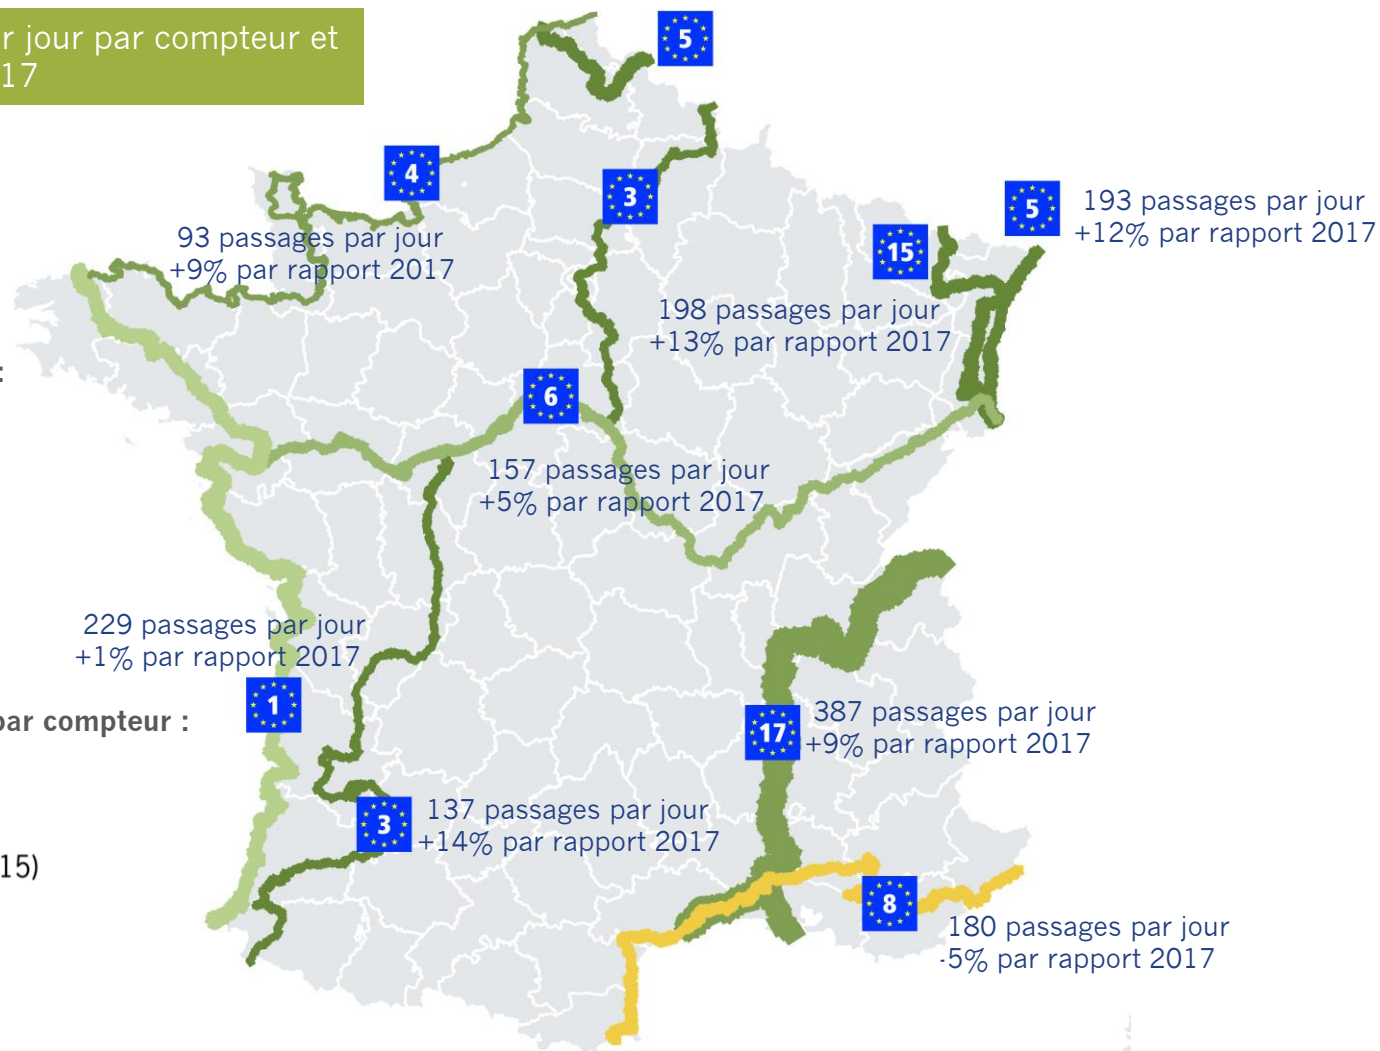 r jour par compteur et
17
5
4
3
5
193 passages par jour
+12% par rapport 2017
93 passages par jour
+9% par rapport 2017
15
198 passages par jour
+13% par rapport 2017
:
6
157 passages par jour
+5% par rapport 2017
229 passages par jour
+1% par rapport 2017
1
par compteur :
17
387 passages par jour
+9% par rapport 2017
3
137 passages par jour
+14% par rapport 2017
15)
8
180 passages par jour
-5% par rapport 2017